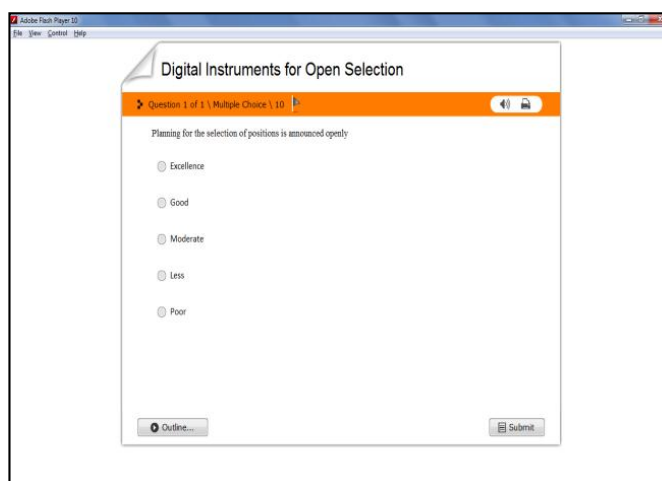 Adobe Flash Player 10
File View Control Help
Digital Instruments for Open Selection
Question 1 of 1 \ Multiple Choice \ 10
Planning for the selection of positions is announced openly
Excellence
Good
Moderate
Less
Poor
Outline...
Submit